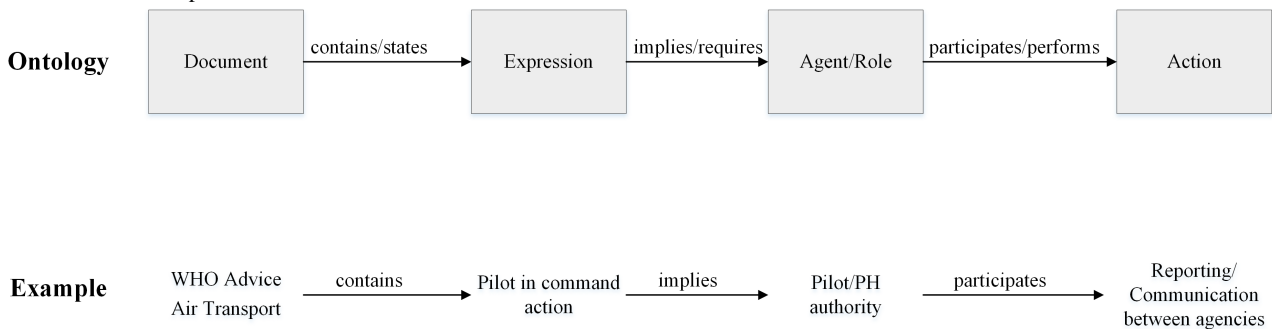 contains/states
implies/requires
participates/performs
Ontology
Document
Expression
Agent/Role
Action
Example
WHO Advice
Air Transport
contains
Pilot in command
action
implies
Pilot/PH
authority
participates
Reporting/
Communication
between agencies